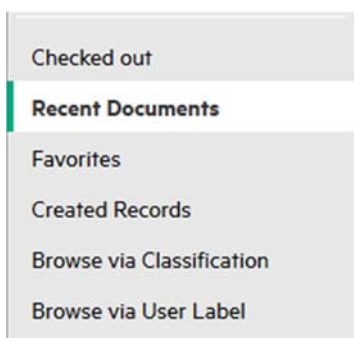 Checked out
Recent Documents
Favorites
Created Records
Browse via Classification
Browse via User Label